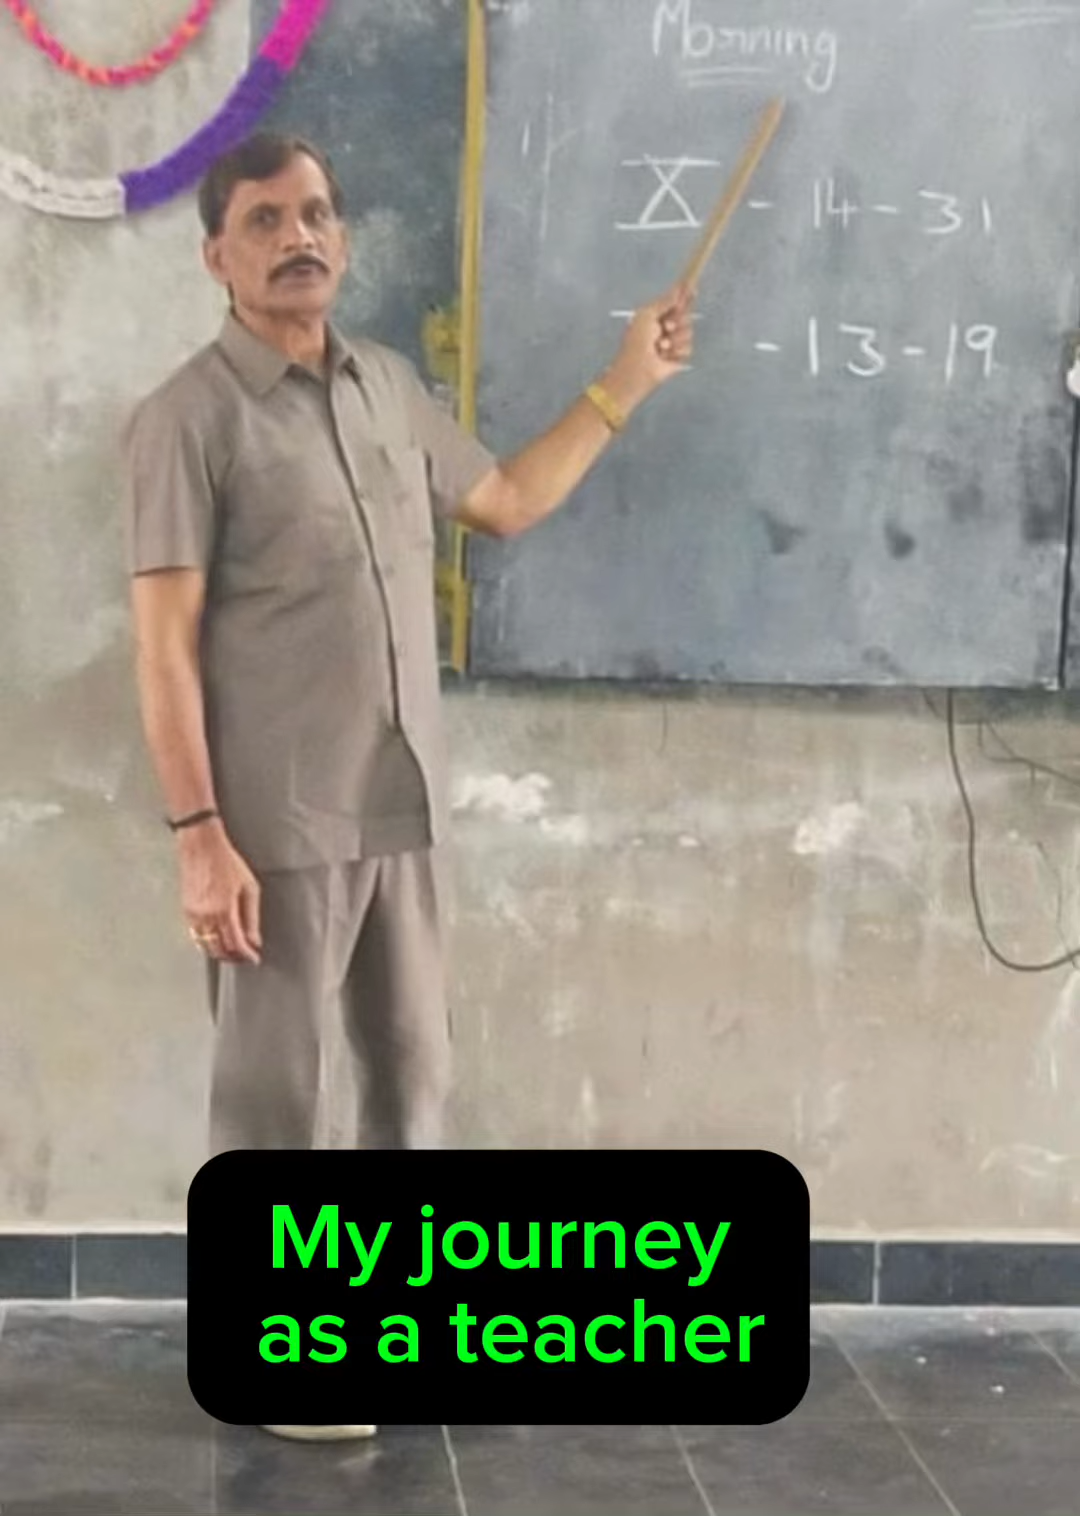 Morning
X - 14 - 31
- 13 - 19
My journey
as a teacher